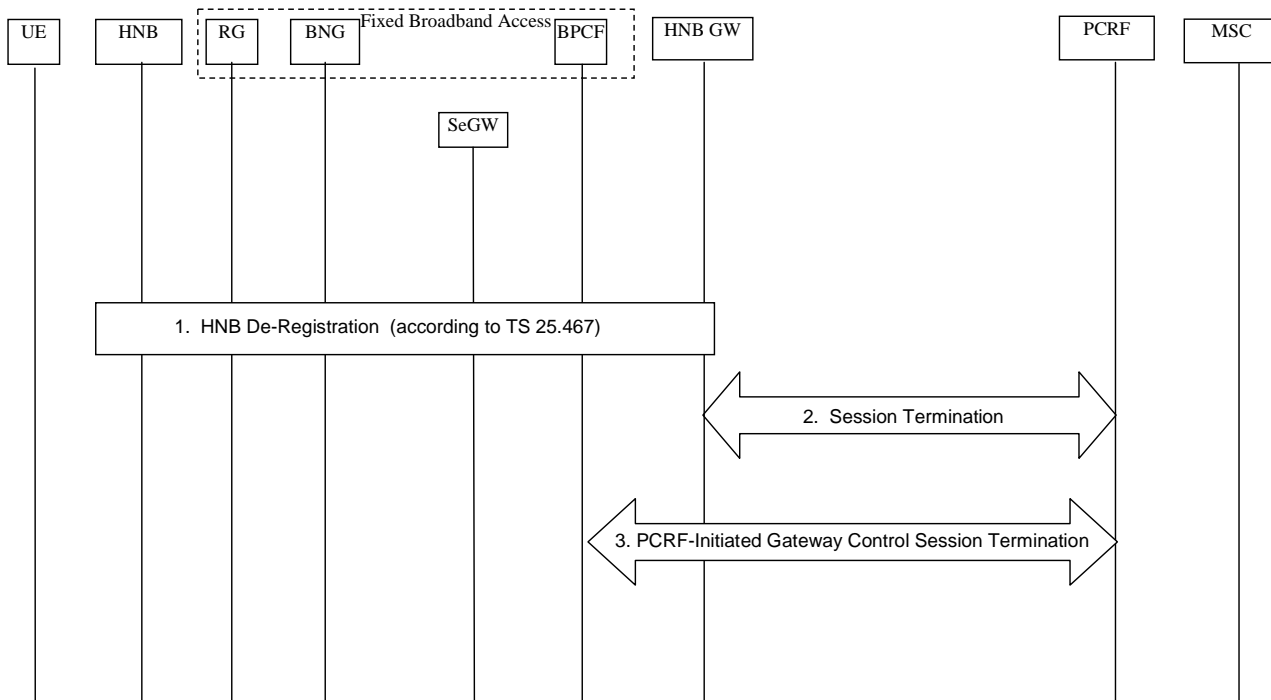 Fixed Broadband Access
UE
HNB
RG
BNG
BPCF
HNB GW
PCRF
MSC
SeGW
1. HNB De-Registration (according to TS 25.467)
2. Session Termination
3. PCRF-Initiated Gateway Control Session Termination